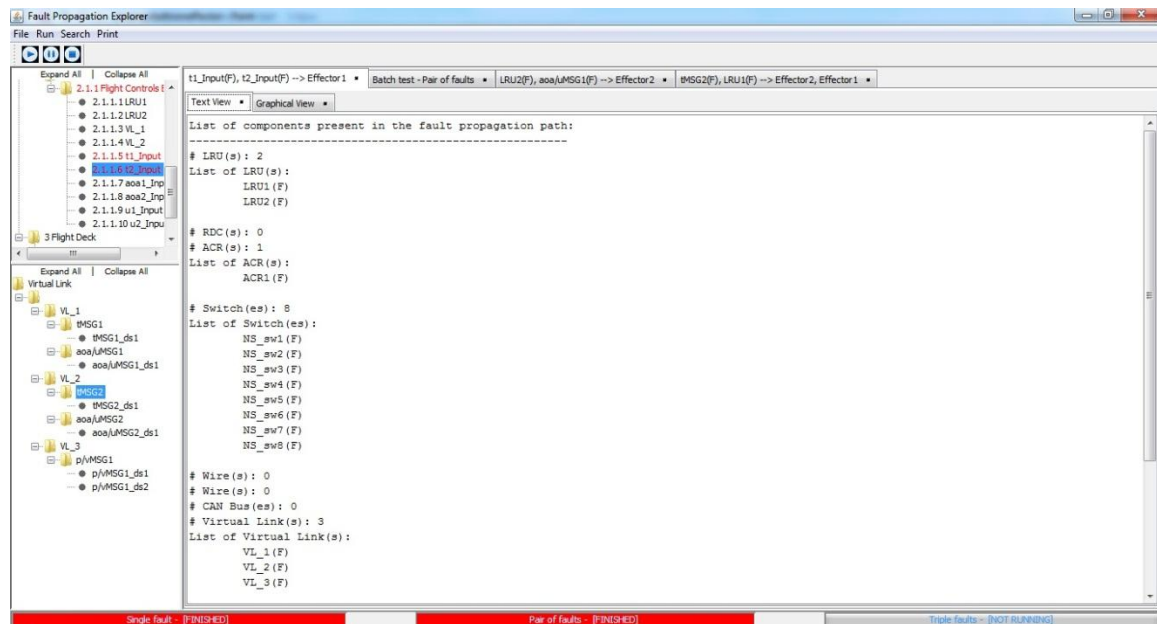 Fault Propagation Explorer
File Run Search Print
Expand All | Collapse All
2.1.1 Flight Controls E
2.1.1.1 LRU1
2.1.1.2 LRU2
2.1.1.3 VL_1
2.1.1.4 VL_2
2.1.1.5 t1_Input
2.1.1.6 t2_Input
2.1.1.7 aoa1_Inp
2.1.1.8 aoa2_Inp
2.1.1.9 u1_Input
2.1.1.10 u2_Inpu
3 Flight Deck
Expand All | Collapse All
Virtual Link
VL_1
tMSG1
tMSG1_ds1
aoa/uMSG1
aoa/uMSG1_ds1
VL_2
tMSG2
tMSG2_ds1
aoa/uMSG2
aoa/uMSG2_ds1
VL_3
p/vMSG1
p/vMSG1_ds1
p/vMSG1_ds2
t1_Input(F), t2_Input(F) --> Effector1
Batch test - Pair of faults
LRU2(F), aoa/uMSG1(F) --> Effector2
tMSG2(F), LRU1(F) --> Effector2, Effector1
Text View
Graphical View
List of components present in the fault propagation path:
---------------------------------------------------------
# LRU(s): 2
List of LRU(s):
LRU1(F)
LRU2(F)
# RDC(s): 0
# ACR(s): 1
List of ACR(s):
ACR1(F)
# Switch(es): 8
List of Switch(es):
NS_sw1(F)
NS_sw2(F)
NS_sw3(F)
NS_sw4(F)
NS_sw5(F)
NS_sw6(F)
NS_sw7(F)
NS_sw8(F)
# Wire(s): 0
# Wire(s): 0
# CAN Bus(es): 0
# Virtual Link(s): 3
List of Virtual Link(s):
VL_1(F)
VL_2(F)
VL_3(F)
Single fault - [FINISHED]
Pair of faults - [FINISHED]
Triple faults - [NOT RUNNING]